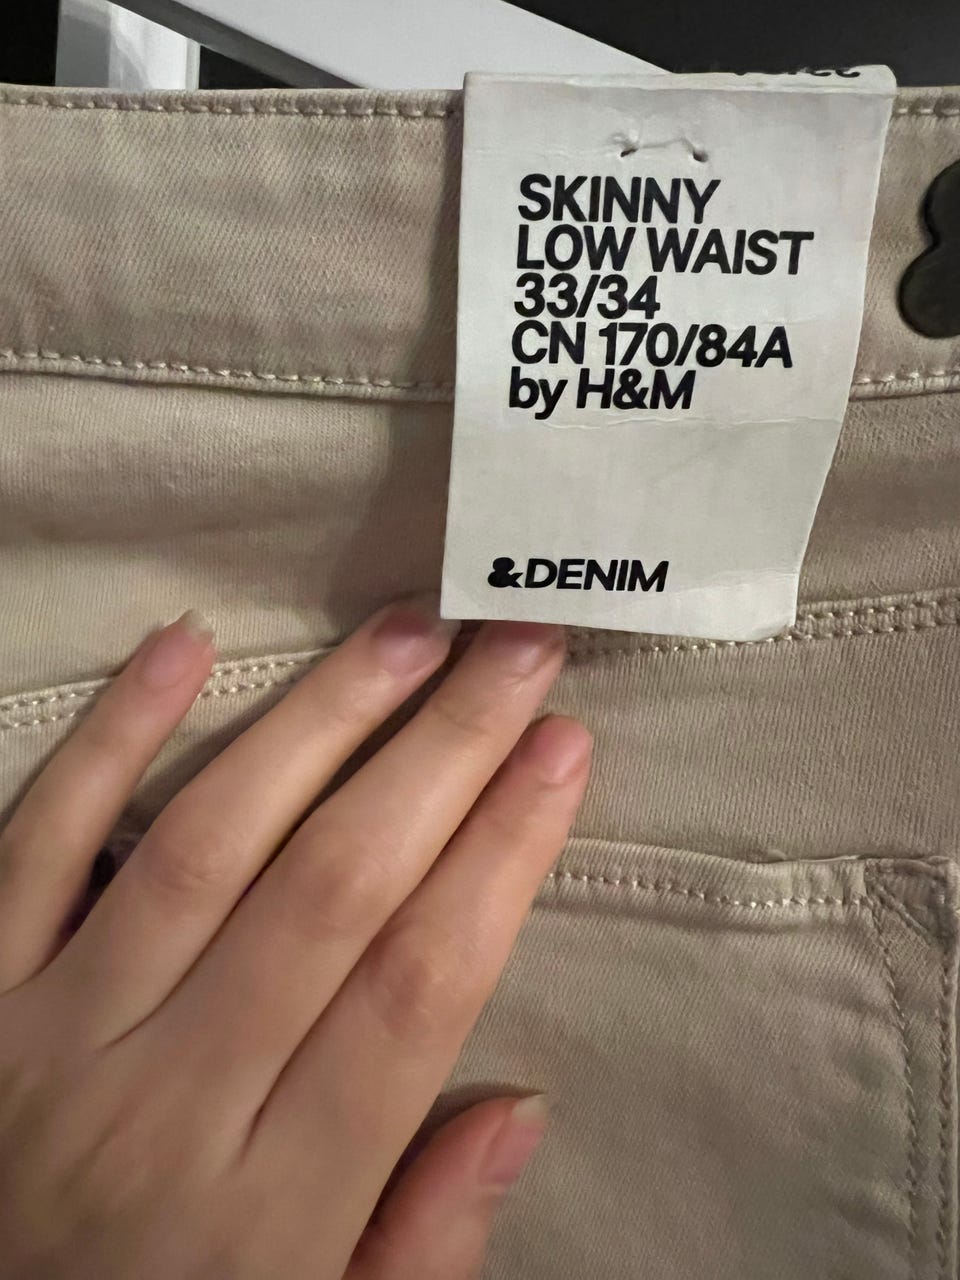 SKINNY
LOW WAIST
33/34
CN 170/84A
by H&M
&DENIM